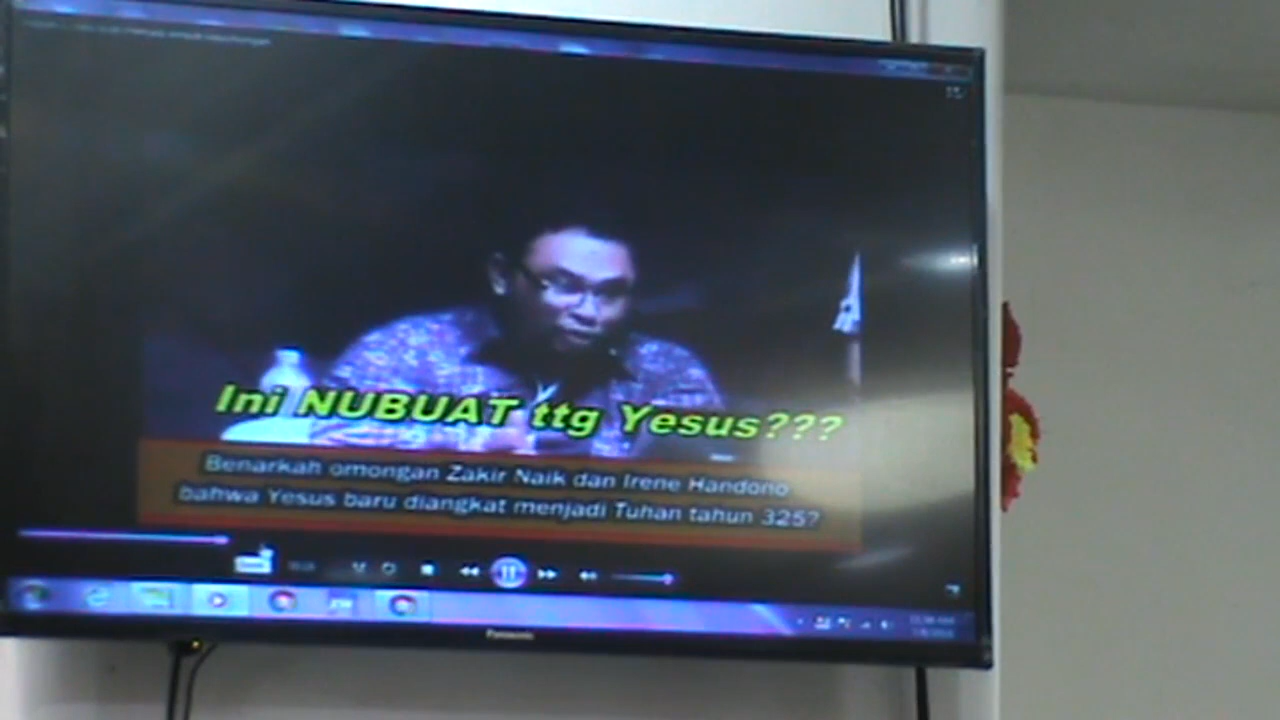 Ini NUBUAT ttg Yesus???
Benarkah omongan Zakir Naik dan Irene Handono
bahwa Yesus baru diangkat menjadi Tuhan tahun 325?
Panasonic